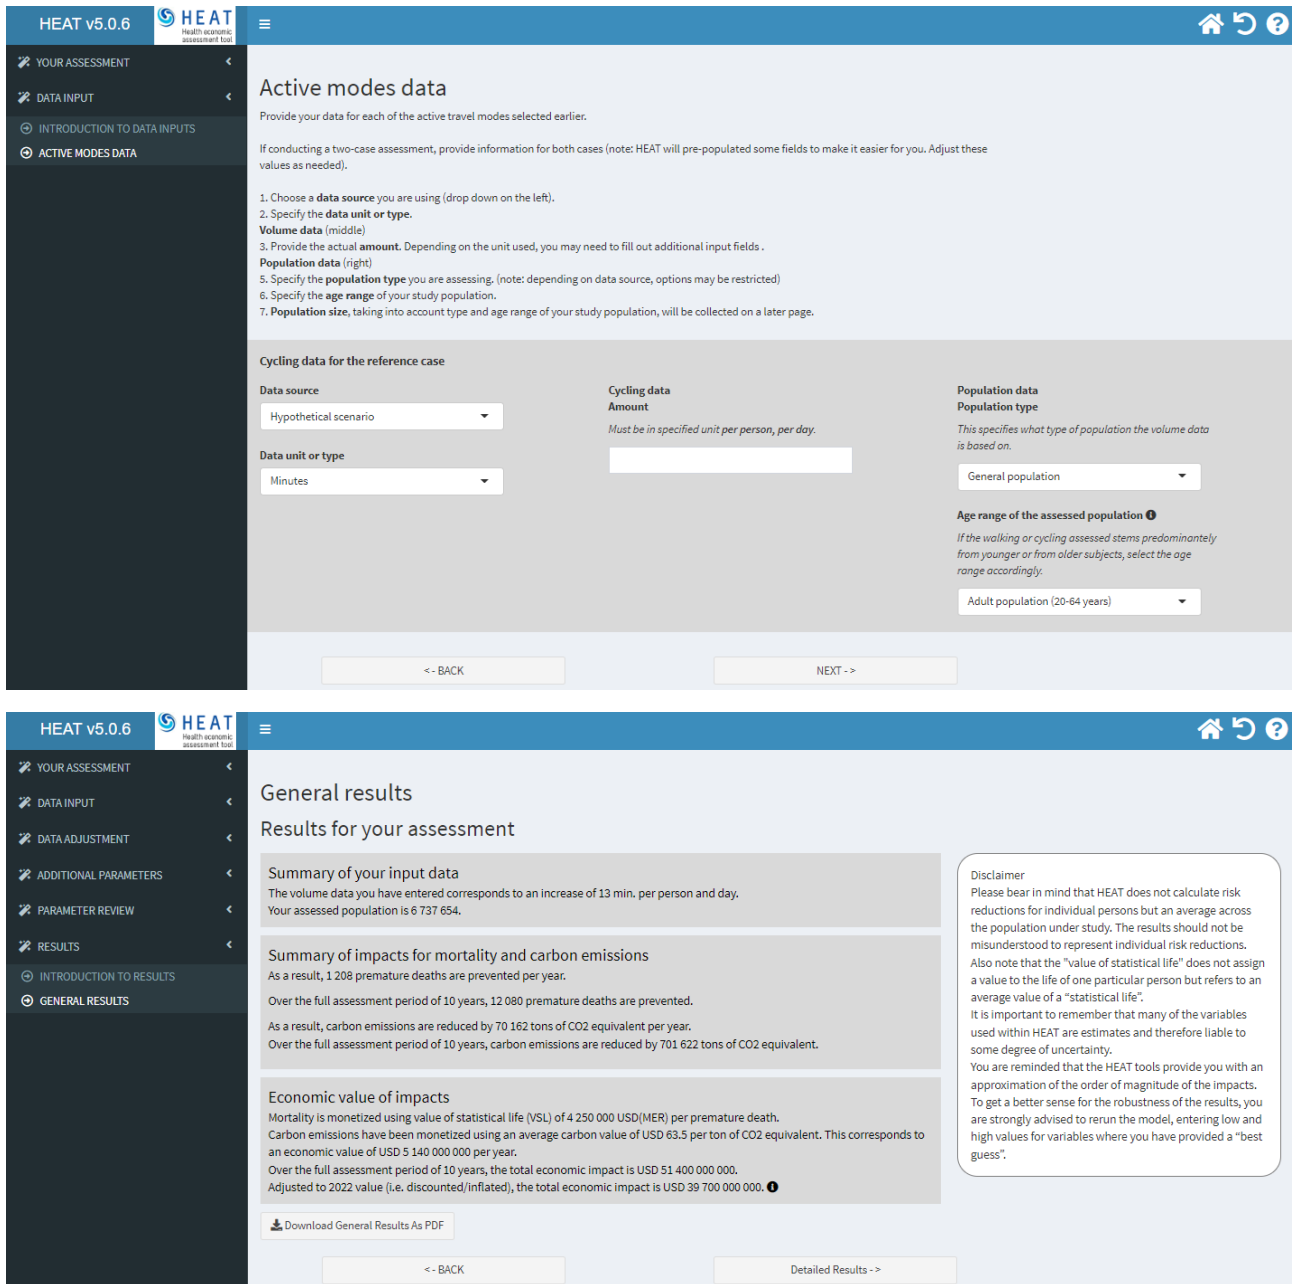 HEAT v5.0.6
HEAT
Health economic
assessment tool
YOUR ASSESSMENT
DATA INPUT
INTRODUCTION TO DATA INPUTS
ACTIVE MODES DATA
Active modes data
Provide your data for each of the active travel modes selected earlier.
If conducting a two-case assessment, provide information for both cases (note: HEAT will pre-populated some fields to make it easier for you. Adjust these
values as needed).
1. Choose a data source you are using (drop down on the left).
2. Specify the data unit or type.
Volume data (middle)
3. Provide the actual amount. Depending on the unit used, you may need to fill out additional input fields .
Population data (right)
5. Specify the population type you are assessing. (note: depending on data source, options may be restricted)
6. Specify the age range of your study population.
7. Population size, taking into account type and age range of your study population, will be collected on a later page.
Cycling data for the reference case
Data source
Hypothetical scenario
Data unit or type
Minutes
Cycling data
Amount
Must be in specified unit per person, per day.
Population data
Population type
This specifies what type of population the volume data
is based on.
General population
Age range of the assessed population
If the walking or cycling assessed stems predominantely
from younger or from older subjects, select the age
range accordingly.
Adult population (20-64 years)
<- BACK
NEXT ->
HEAT v5.0.6
HEAT
Health economic
assessment tool
YOUR ASSESSMENT
DATA INPUT
DATA ADJUSTMENT
ADDITIONAL PARAMETERS
PARAMETER REVIEW
RESULTS
INTRODUCTION TO RESULTS
GENERAL RESULTS
General results
Results for your assessment
Summary of your input data
The volume data you have entered corresponds to an increase of 13 min. per person and day.
Your assessed population is 6 737 654.
Summary of impacts for mortality and carbon emissions
As a result, 1 208 premature deaths are prevented per year.
Over the full assessment period of 10 years, 12 080 premature deaths are prevented.
As a result, carbon emissions are reduced by 70 162 tons of CO2 equivalent per year.
Over the full assessment period of 10 years, carbon emissions are reduced by 701 622 tons of CO2 equivalent.
Economic value of impacts
Mortality is monetized using value of statistical life (VSL) of 4 250 000 USD(MER) per premature death.
Carbon emissions have been monetized using an average carbon value of USD 63.5 per ton of CO2 equivalent. This corresponds to
an economic value of USD 5 140 000 000 per year.
Over the full assessment period of 10 years, the total economic impact is USD 51 400 000 000.
Adjusted to 2022 value (i.e. discounted/inflated), the total economic impact is USD 39 700 000 000.
Download General Results As PDF
<- BACK
Detailed Results ->
Disclaimer
Please bear in mind that HEAT does not calculate risk
reductions for individual persons but an average across
the population under study. The results should not be
misunderstood to represent individual risk reductions.
Also note that the "value of statistical life" does not assign
a value to the life of one particular person but refers to an
average value of a “statistical life”.
It is important to remember that many of the variables
used within HEAT are estimates and therefore liable to
some degree of uncertainty.
You are reminded that the HEAT tools provide you with an
approximation of the order of magnitude of the impacts.
To get a better sense for the robustness of the results, you
are strongly advised to rerun the model, entering low and
high values for variables where you have provided a “best
guess”.